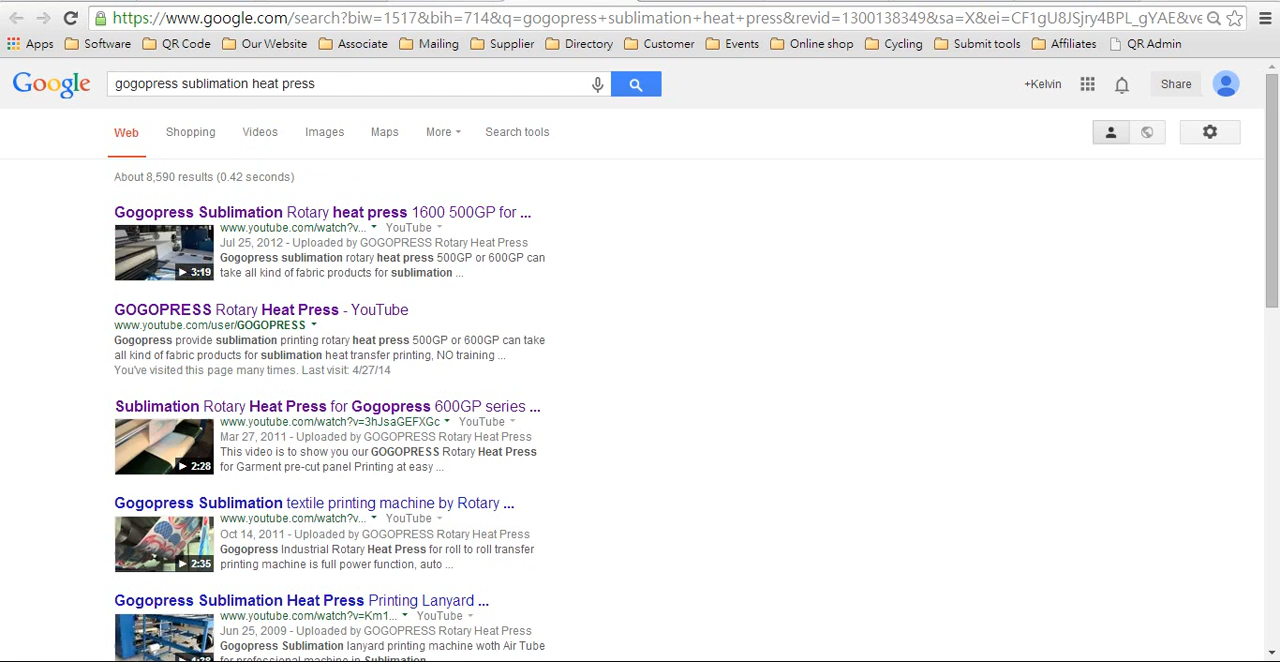 https://www.google.com/search?biw=1517&bih=714&q=gogopress+sublimation+heat+press&revid=1300138349&sa=X&ei=CF1gU8JSjry4BPL_gYAE&ve
Apps Software QR Code Our Website Associate Mailing Supplier Directory Customer Events Online shop Cycling Submit tools Affiliates QR Admin
Google gogopress sublimation heat press +Kelvin Share
Web Shopping Videos Images Maps More Search tools
About 8,590 results (0.42 seconds)
Gogopress Sublimation Rotary heat press 1600 500GP for ...
www.youtube.com/watch?v... YouTube
Jul 25, 2012 - Uploaded by GOGOPRESS Rotary Heat Press
Gogopress sublimation rotary heat press 500GP or 600GP can
3:19 take all kind of fabric products for sublimation ...
GOGOPRESS Rotary Heat Press - YouTube
www.youtube.com/user/GOGOPRESS
Gogopress provide sublimation printing rotary heat press 500GP or 600GP can
take all kind of fabric products for sublimation heat transfer printing, NO training ...
You've visited this page many times. Last visit: 4/27/14
Sublimation Rotary Heat Press for Gogopress 600GP series ...
www.youtube.com/watch?v=3hJsaGEFXGc YouTube
Mar 27, 2011 - Uploaded by GOGOPRESS Rotary Heat Press
This video is to show you our GOGOPRESS Rotary Heat Press
2:28 for Garment pre-cut panel Printing at easy ...
Gogopress Sublimation textile printing machine by Rotary ...
www.youtube.com/watch?v... YouTube
Oct 14, 2011 - Uploaded by GOGOPRESS Rotary Heat Press
Gogopress Industrial Rotary Heat Press for roll to roll transfer
2:35 printing machine is full power function, auto ...
Gogopress Sublimation Heat Press Printing Lanyard ...
www.youtube.com/watch?v=Km1... YouTube
Jun 25, 2009 - Uploaded by GOGOPRESS Rotary Heat Press
Gogopress Sublimation lanyard printing machine woth Air Tube
for professional machine in Sublimation